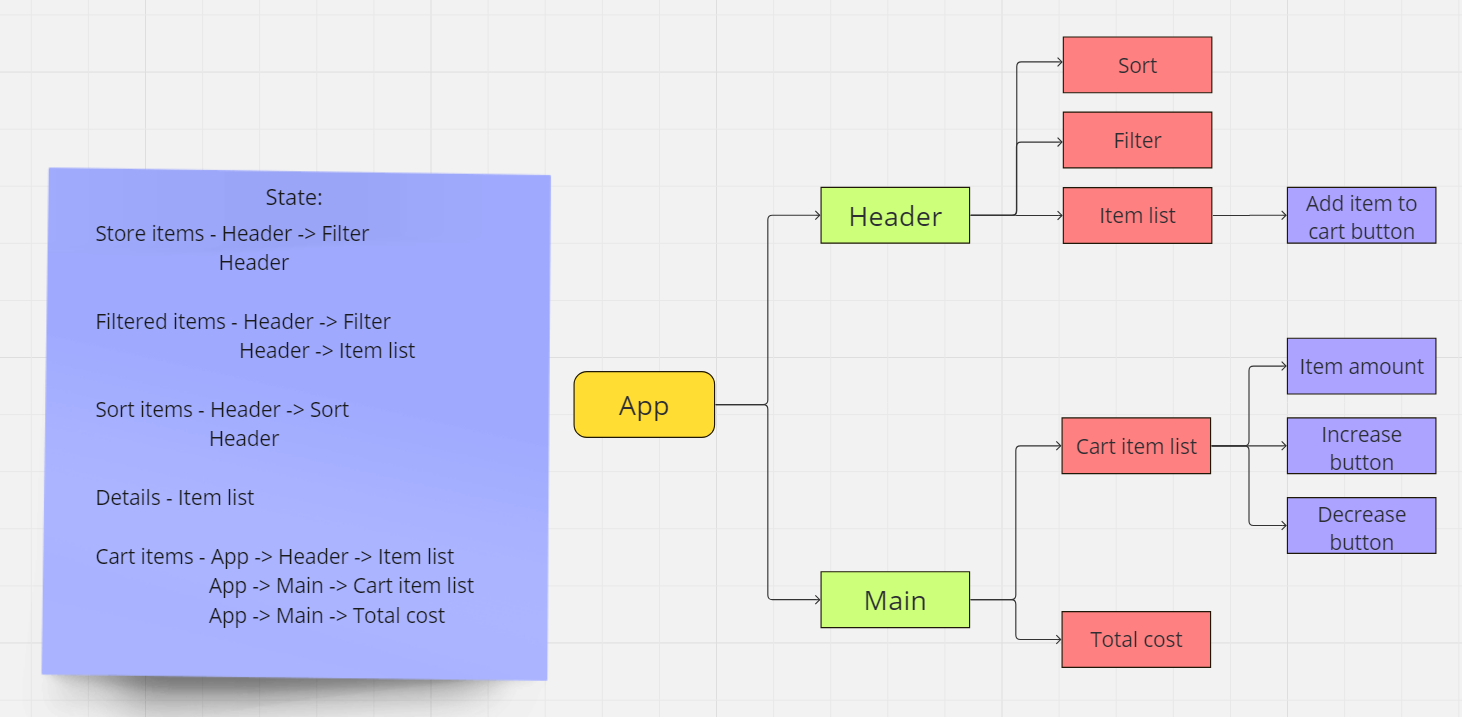 State:
Store items - Header -> Filter
Header
Filtered items - Header -> Filter
Header -> Item list
Sort items - Header -> Sort
Header
Details - Item list
Cart items - App -> Header -> Item list
App -> Main -> Cart item list
App -> Main -> Total cost
App
Header
Sort
Filter
Item list
Add item to
cart button
Main
Cart item list
Item amount
Increase
button
Decrease
button
Total cost